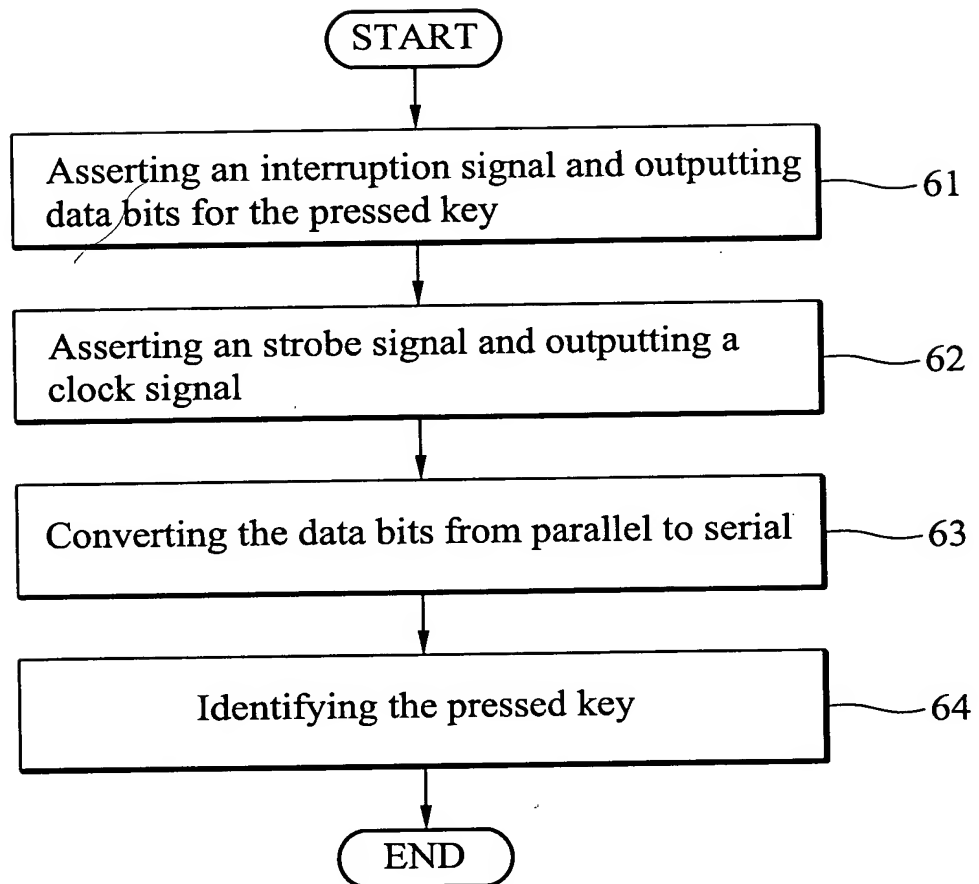 START
Asserting an interruption signal and outputting
data bits for the pressed key
61
Asserting an strobe signal and outputting a
clock signal
62
Converting the data bits from parallel to serial
63
Identifying the pressed key
64
END